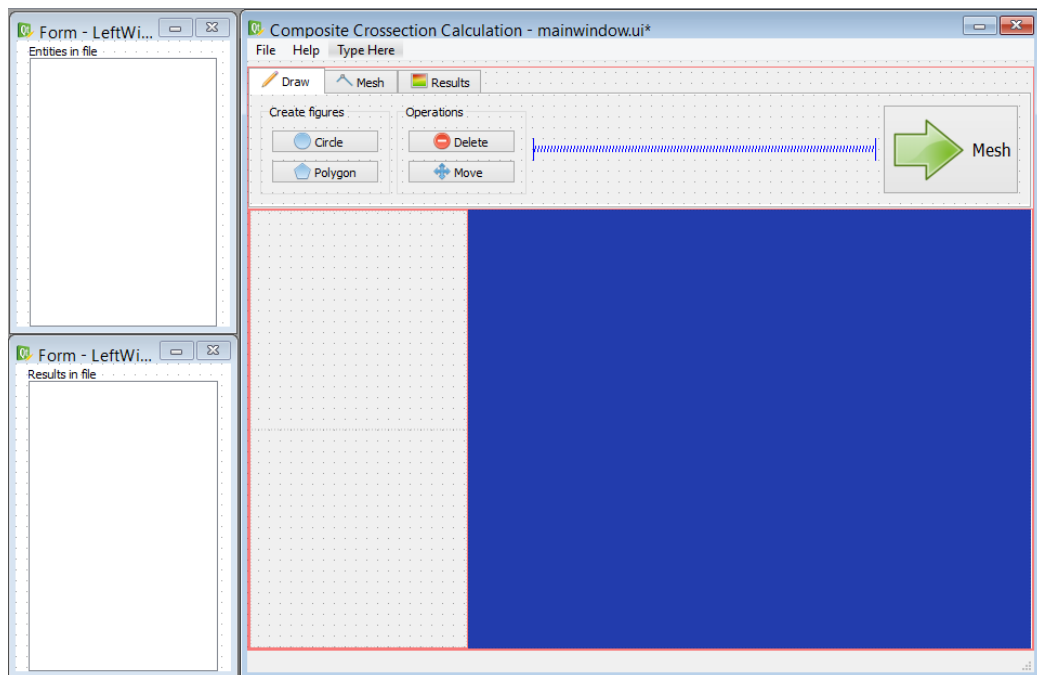 Form - LeftWi...
Entities in file
Form - LeftWi...
Results in file
Composite Crossection Calculation - mainwindow.ui*
File Help Type Here
Draw Mesh Results
Create figures Operations
Circle Delete
Polygon Move
Mesh